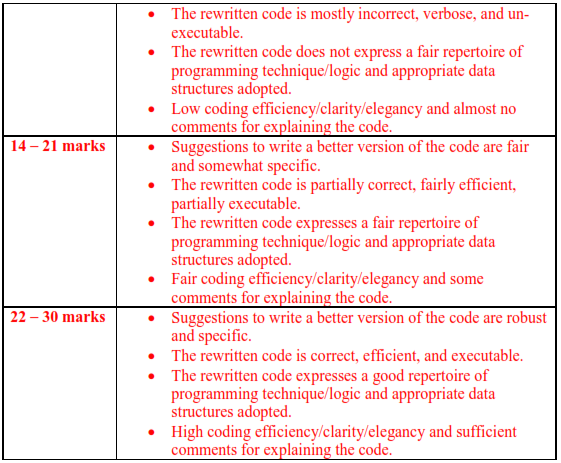 • The rewritten code is mostly incorrect, verbose, and un-
executable.
• The rewritten code does not express a fair repertoire of
programming technique/logic and appropriate data
structures adopted.
• Low coding efficiency/clarity/elegancy and almost no
comments for explaining the code.
14 – 21 marks
• Suggestions to write a better version of the code are fair
and somewhat specific.
• The rewritten code is partially correct, fairly efficient,
partially executable.
• The rewritten code expresses a fair repertoire of
programming technique/logic and appropriate data
structures adopted.
• Fair coding efficiency/clarity/elegancy and some
comments for explaining the code.
22 – 30 marks
• Suggestions to write a better version of the code are robust
and specific.
• The rewritten code is correct, efficient, and executable.
• The rewritten code expresses a good repertoire of
programming technique/logic and appropriate data
structures adopted.
• High coding efficiency/clarity/elegancy and sufficient
comments for explaining the code.